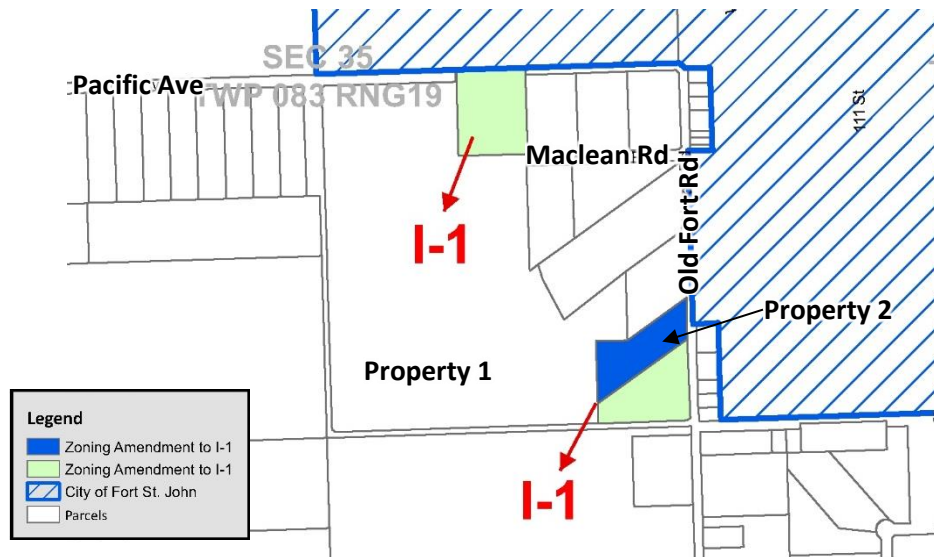 SEC 35
Pacific Ave
TWP 083 RNG19
111 St
Maclean Rd
I-1
Old Fort Rd
Property 2
Property 1
I-1
Legend
Zoning Amendment to I-1
Zoning Amendment to I-1
City of Fort St. John
Parcels